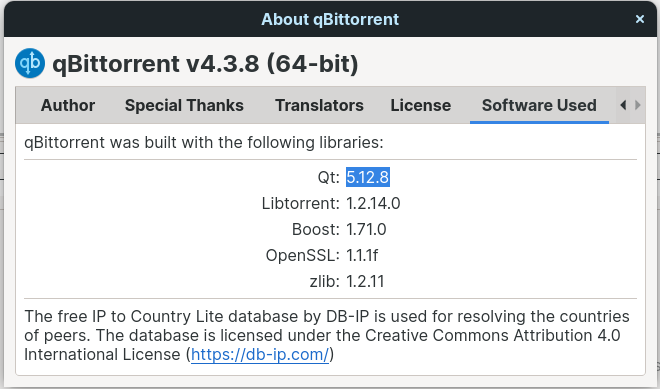 About qBittorrent ×
qb qBittorrent v4.3.8 (64-bit)
Author Special Thanks Translators License Software Used
qBittorrent was built with the following libraries:
Qt: 5.12.8
Libtorrent: 1.2.14.0
Boost: 1.71.0
OpenSSL: 1.1.1f
zlib: 1.2.11
The free IP to Country Lite database by DB-IP is used for resolving the countries
of peers. The database is licensed under the Creative Commons Attribution 4.0
International License (https://db-ip.com/)